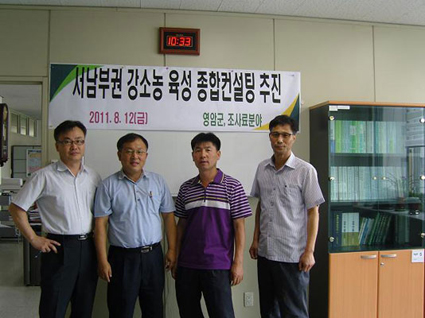 10:33
서남부권 강소농 육성 종합컨설팅 추진
2011. 8. 12(금)
영암군, 조사료분야